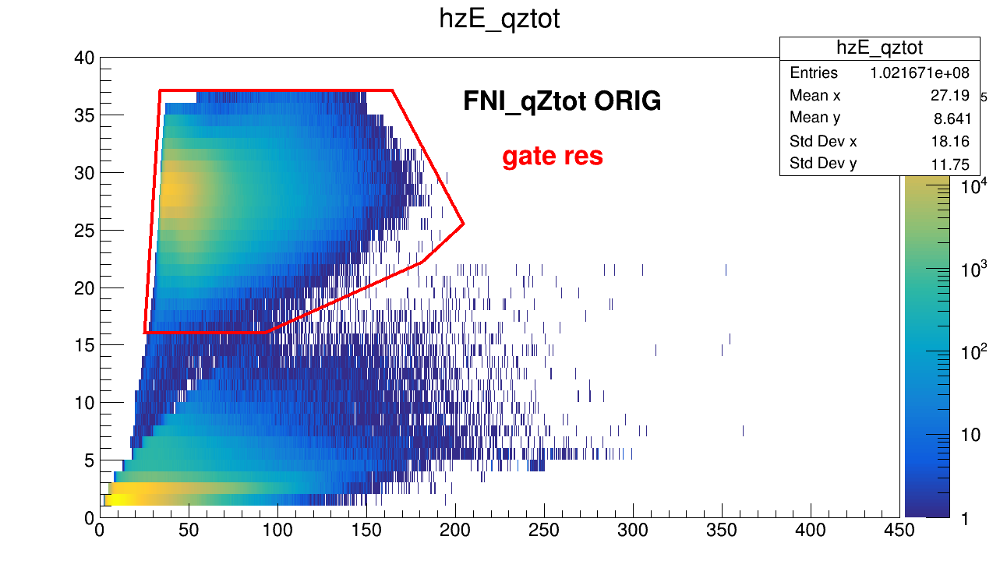 hzE_qztot
hzE_qztot
Entries 1.021671e+08
Mean x 27.19
Mean y 8.641
Std Dev x 18.16
Std Dev y 11.75
FNI_qZtot ORIG
gate res
40
35
30
25
20
15
10
5
0
0 50 100 150 200 250 300 350 400 450
5
10⁴
10³
10²
10
1